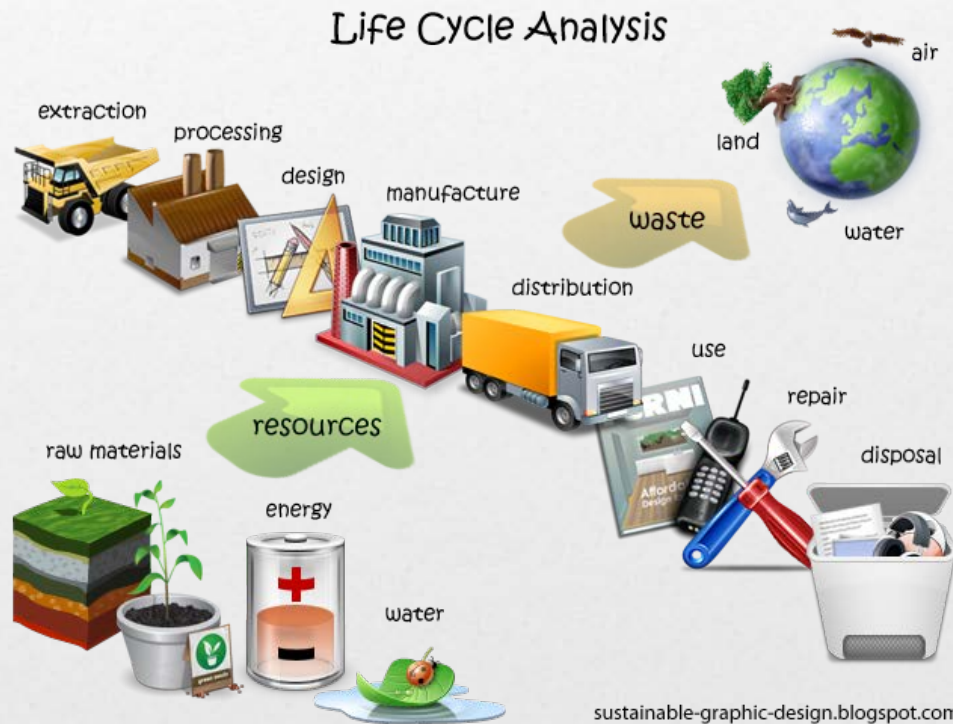 Life Cycle Analysis
air
extraction
processing
land
design
manufacture
waste
water
distribution
use
repair
resources
raw materials
disposal
energy
water
sustainable-graphic-design.blogspot.com